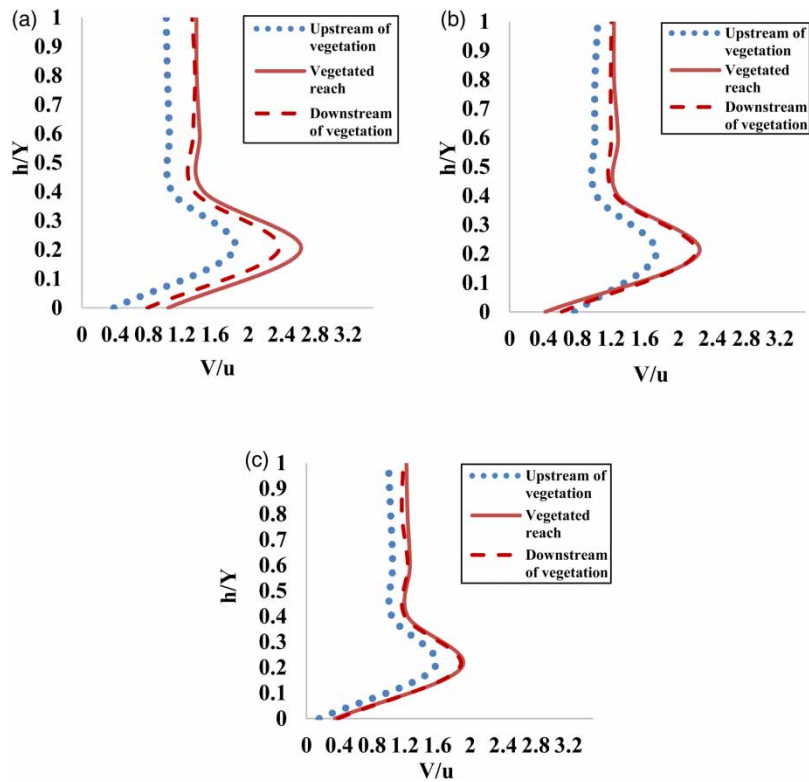 (a)
1
0.9
0.8
0.7
0.6
0.5
0.4
0.3
0.2
0.1
0
h/Y
0 0.4 0.8 1.2 1.6 2 2.4 2.8 3.2
V/u
Upstream of
vegetation
Vegetated
reach
Downstream
of vegetation
(b)
1
0.9
0.8
0.7
0.6
0.5
0.4
0.3
0.2
0.1
0
h/Y
0 0.4 0.8 1.2 1.6 2 2.4 2.8 3.2
V/u
Upstream of
vegetation
Vegetated
reach
Downstream
of vegetation
(c)
1
0.9
0.8
0.7
0.6
0.5
0.4
0.3
0.2
0.1
0
h/Y
0 0.4 0.8 1.2 1.6 2 2.4 2.8 3.2
V/u
Upstream of
vegetation
Vegetated
reach
Downstream
of vegetation